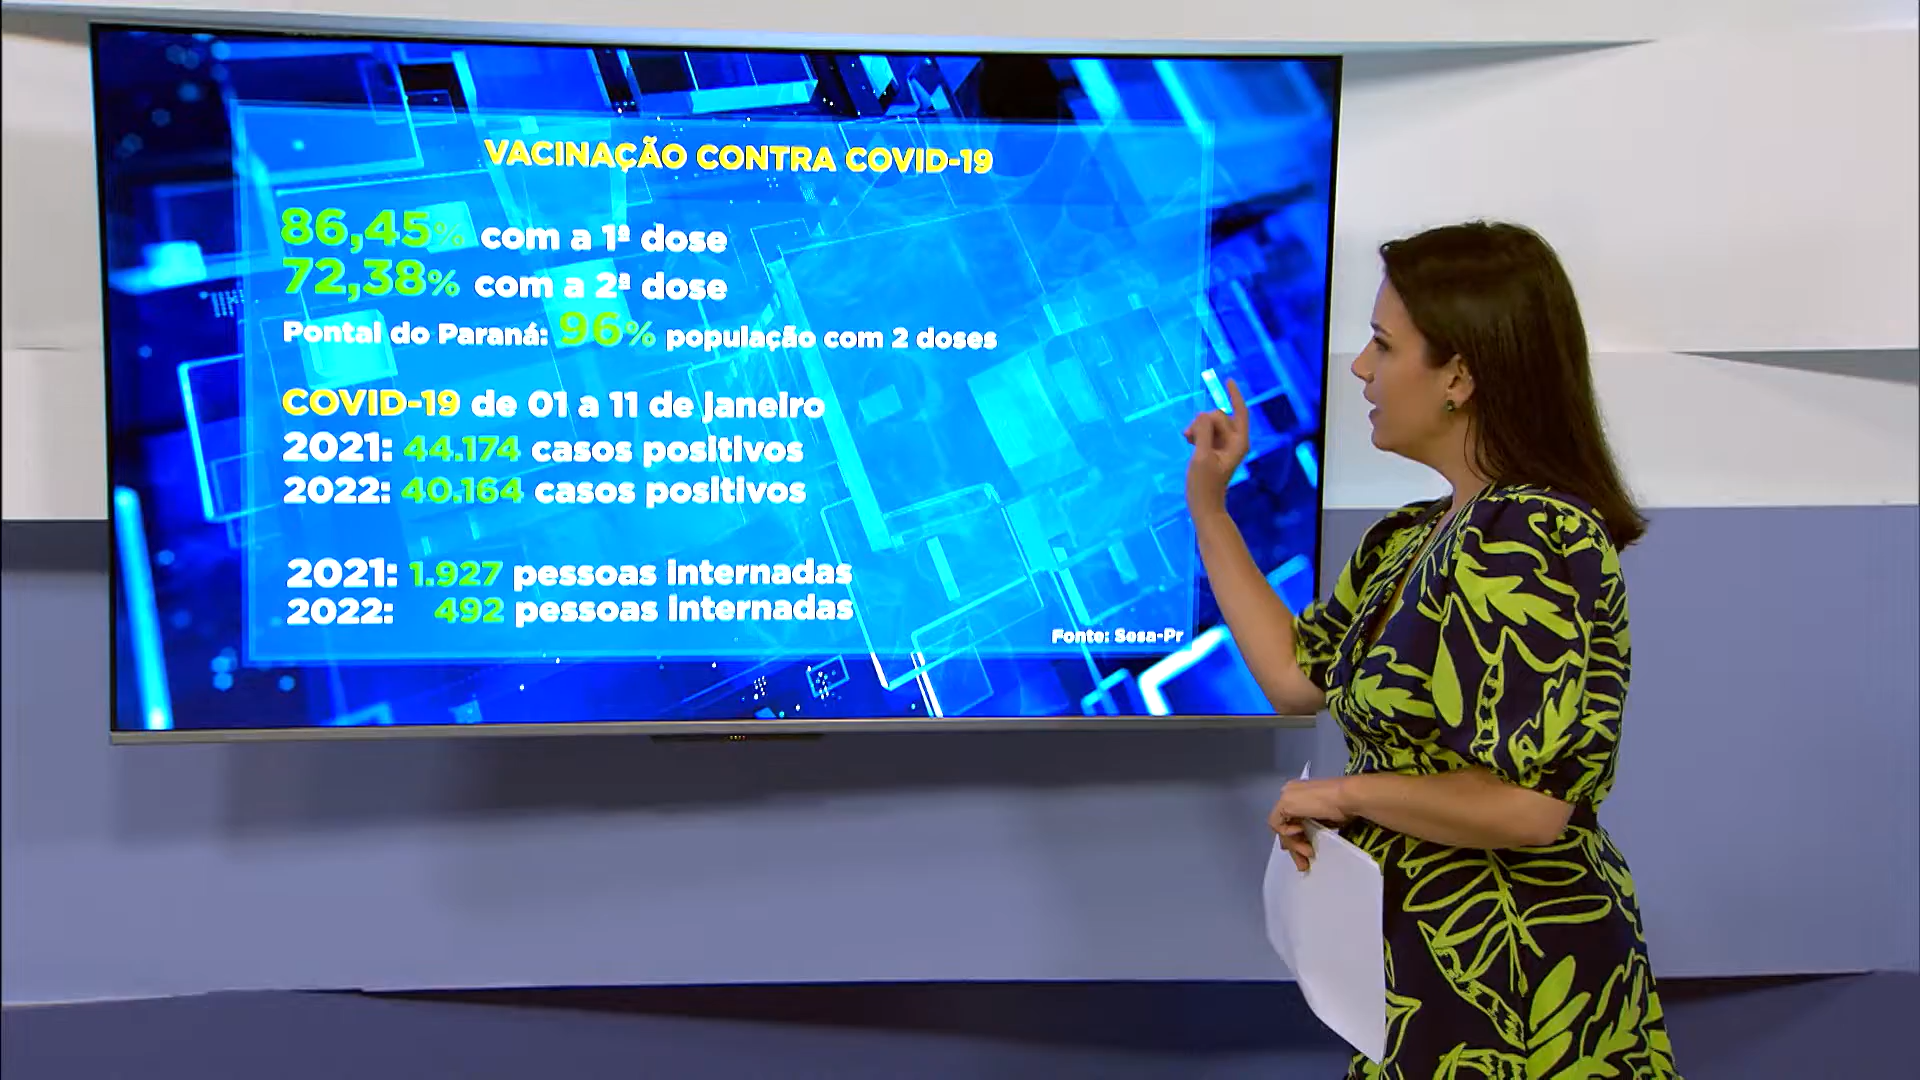 VACINAÇÃO CONTRA COVID-19
86,45% com a 1ª dose
72,38% com a 2ª dose
Pontal do Paraná: 96% população com 2 doses
COVID-19 de 01 a 11 de janeiro
2021: 44.174 casos positivos
2022: 40.164 casos positivos
2021: 1.927 pessoas internadas
2022: 492 pessoas internadas
Fonte: Sesa-Pr